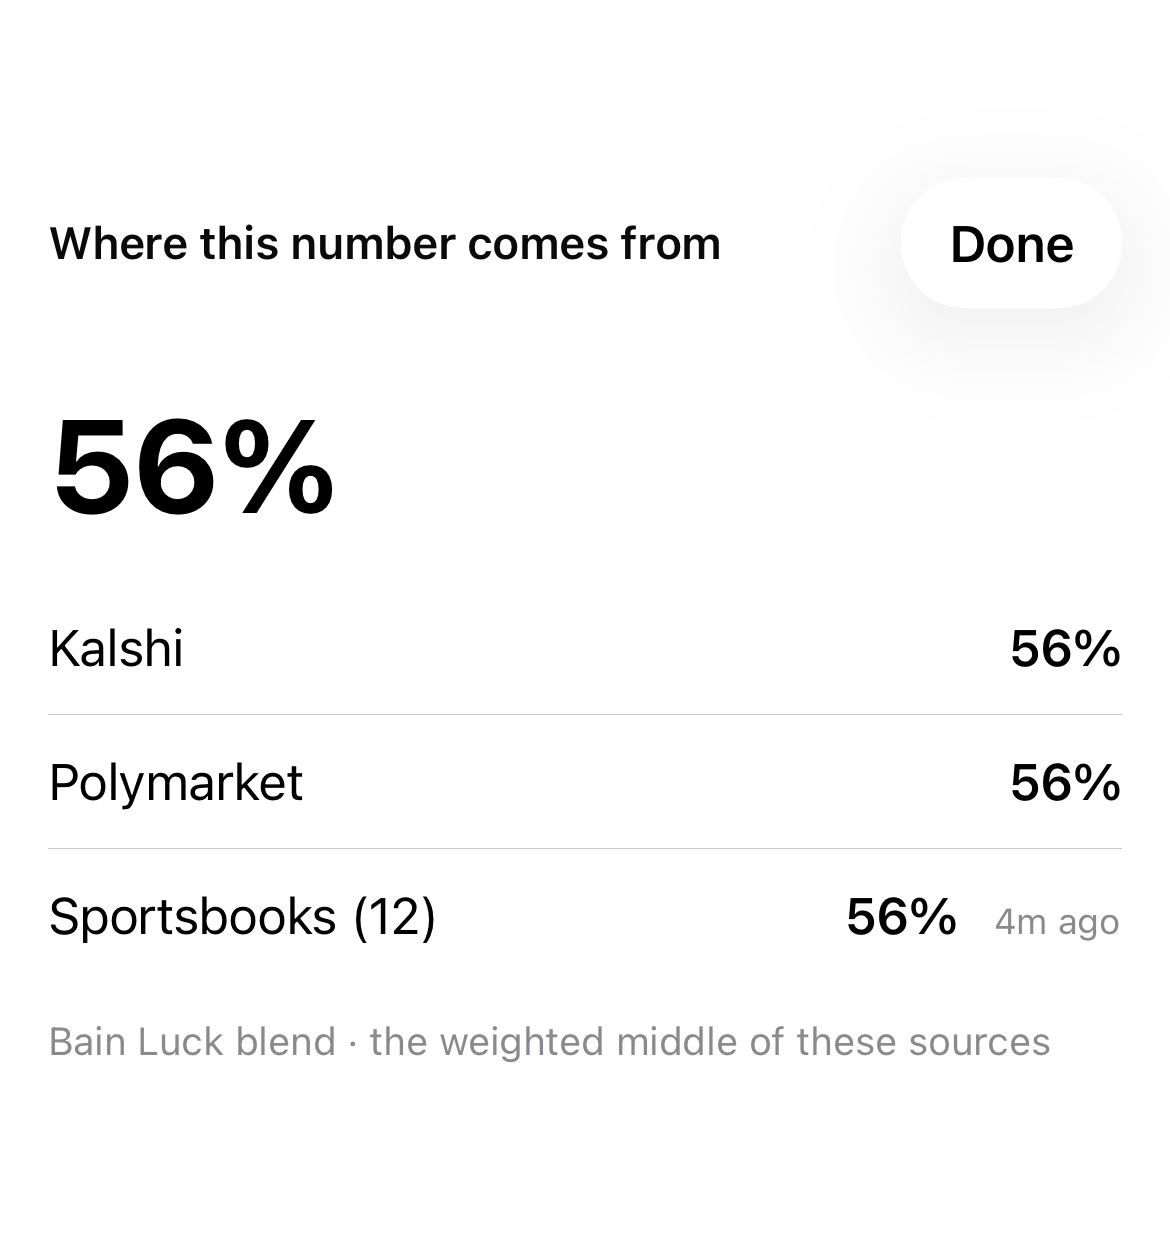 Where this number comes from
Done
56%
Kalshi 56%
Polymarket 56%
Sportsbooks (12) 56% 4m ago
Bain Luck blend · the weighted middle of these sources